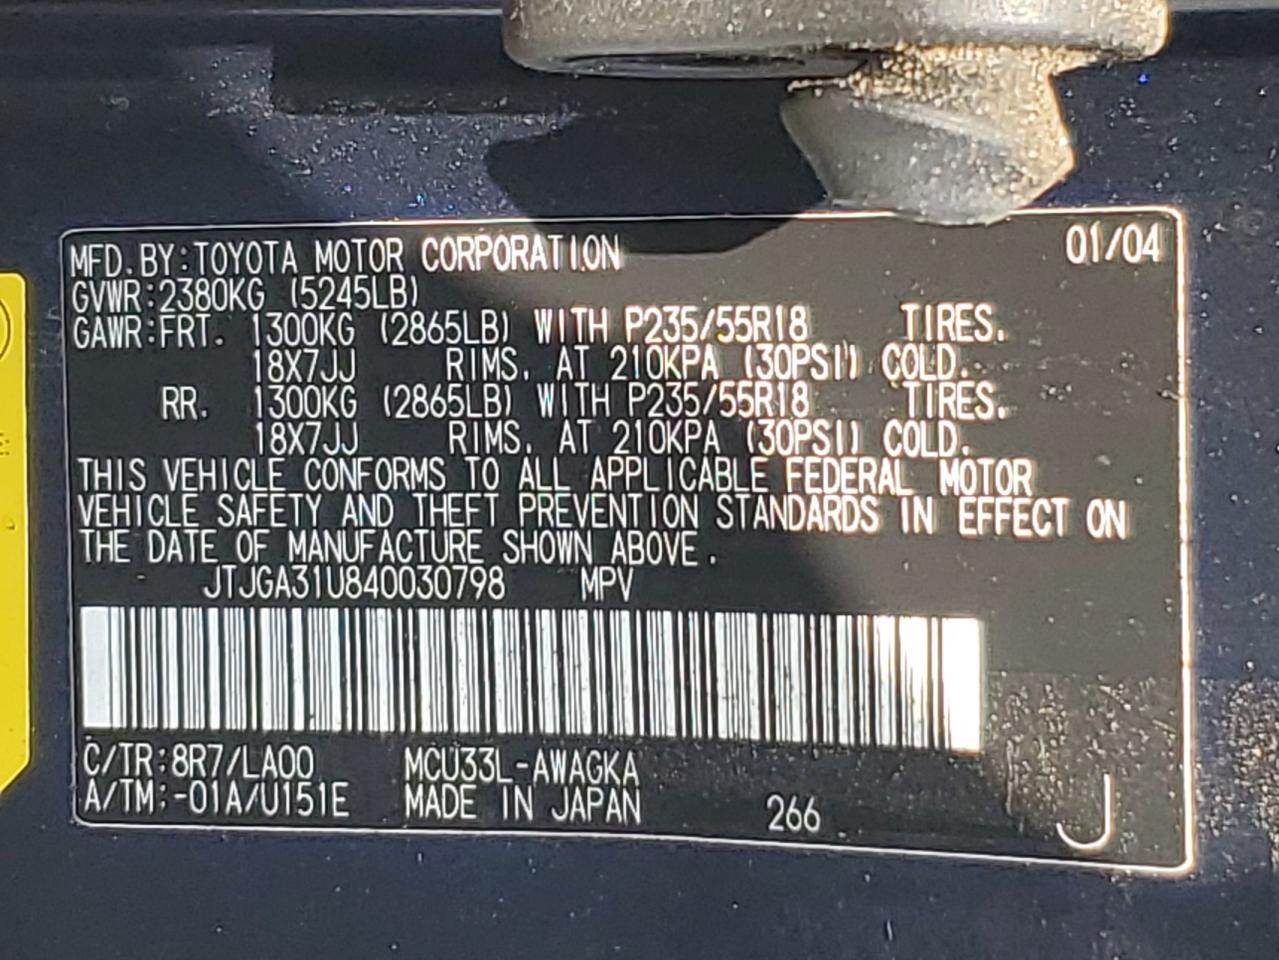 MFD. BY:TOYOTA MOTOR CORPORATION 01/04
GVWR:2380KG (5245LB)
GAWR:FRT. 1300KG (2865LB) WITH P235/55R18 TIRES.
18X7JJ RIMS, AT 210KPA (30PSI) COLD.
RR. 1300KG (2865LB) WITH P235/55R18 TIRES.
18X7JJ RIMS, AT 210KPA (30PSI) COLD.
THIS VEHICLE CONFORMS TO ALL APPLICABLE FEDERAL MOTOR
VEHICLE SAFETY AND THEFT PREVENTION STANDARDS IN EFFECT ON
THE DATE OF MANUFACTURE SHOWN ABOVE.
JTJGA31U840030798 MPV
C/TR:8R7/LA00 MCU33L-AWAGKA
A/TM:-01A/U151E MADE IN JAPAN 266 J